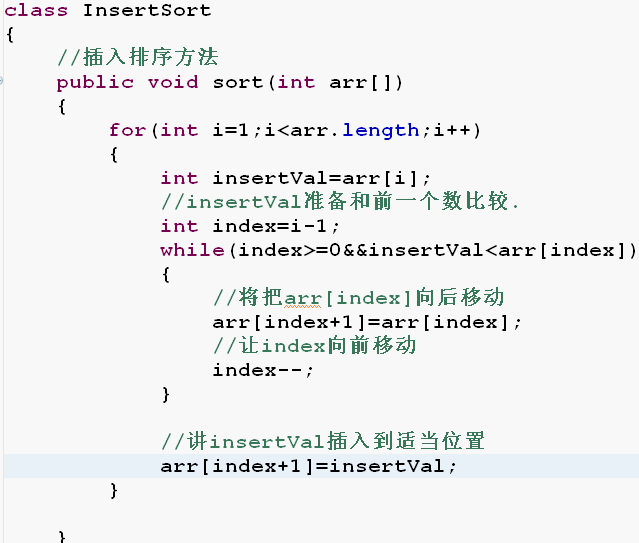 class InsertSort
{
    //插入排序方法
    public void sort(int arr[])
    {
        for(int i=1;i<arr.length;i++)
        {
            int insertVal=arr[i];
            //insertVal准备和前一个数比较.
            int index=i-1;
            while(index>=0&&insertVal<arr[index])
            {
                //将把arr[index]向后移动
                arr[index+1]=arr[index];
                //让index向前移动
                index--;
            }
            //讲insertVal插入到适当位置
            arr[index+1]=insertVal;
        }
    }